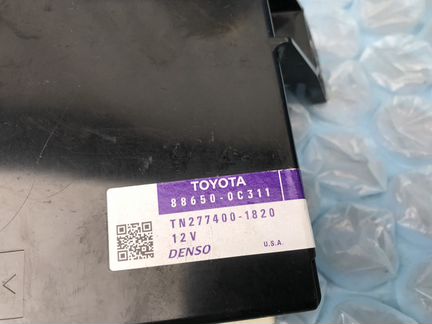 TOYOTA
88650-0C311
TN277400-1820
12V
DENSO
U.S.A.